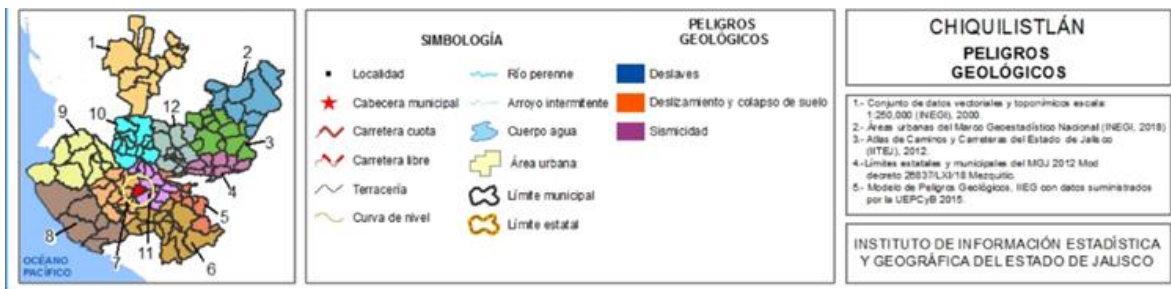 1
2
3
4
5
6
7
8
9
10
11
12
OCÉANO
PACÍFICO
SIMBOLOGÍA
Localidad
Cabecera municipal
Carretera cuota
Carretera libre
Terracería
Curva de nivel
Río perenne
Arroyo intermitente
Cuerpo agua
Área urbana
Límite municipal
Límite estatal
PELIGROS
GEOLÓGICOS
Deslaves
Deslizamiento y colapso de suelo
Sismicidad
CHIQUILISTLÁN
PELIGROS
GEOLÓGICOS
1.- Conjunto de datos vectoriales y toponímicos escala:
1:250,000 (INEGI), 2000.
2.- Áreas urbanas del Marco Geoestadístico Nacional (INEGI, 2018)
3.- Atlas de Caminos y Carreteras del Estado de Jalisco
(IITEJ), 2012.
4.-Límites estatales y municipales del MGJ 2012 Mod
decreto 26837/LXI/18 Mezquitic.
5.- Modelo de Peligros Geológicos, IIEG con datos suministrados
por la UEPCyB 2015.
INSTITUTO DE INFORMACIÓN ESTADÍSTICA
Y GEOGRÁFICA DEL ESTADO DE JALISCO